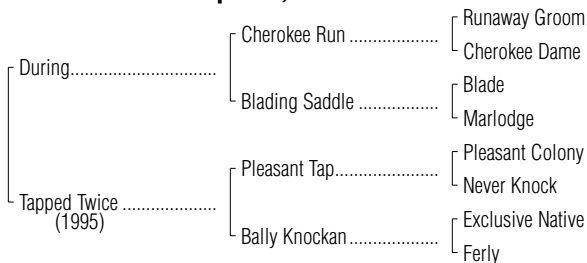 Runaway Groom
Cherokee Run ....................
Cherokee Dame
During................................
Blade
Blading Saddle ..................
Marlodge
Pleasant Colony
Pleasant Tap.......................
Never Knock
Tapped Twice ....................
(1995)
Exclusive Native
Bally Knockan ....................
Ferly